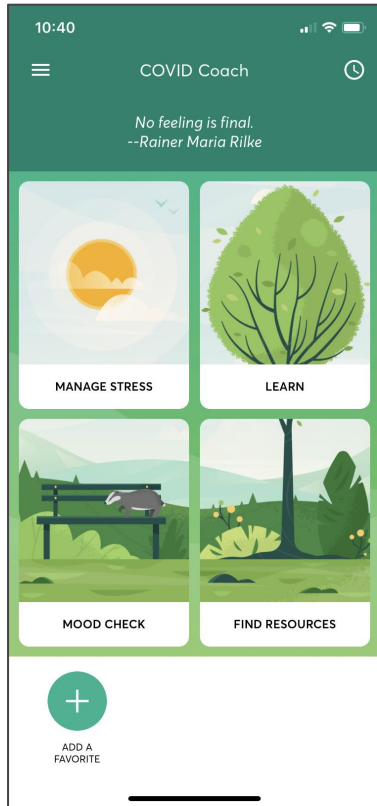 10:40
COVID Coach
No feeling is final.
--Rainer Maria Rilke
MANAGE STRESS
LEARN
MOOD CHECK
FIND RESOURCES
ADD A
FAVORITE